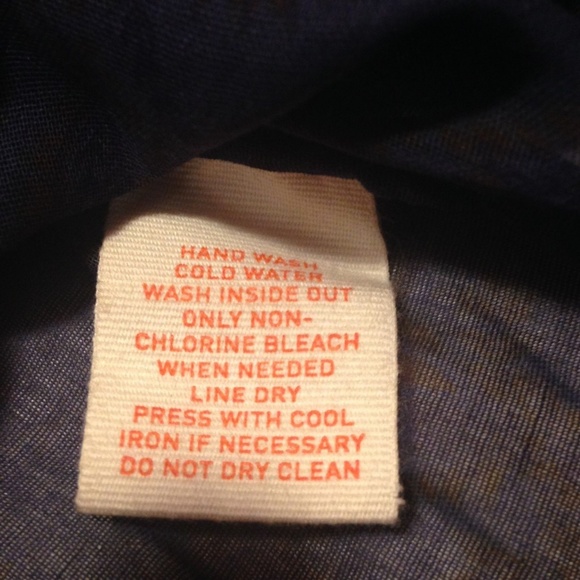 HAND WASH
COLD WATER
WASH INSIDE OUT
ONLY NON-
CHLORINE BLEACH
WHEN NEEDED
LINE DRY
PRESS WITH COOL
IRON IF NECESSARY
DO NOT DRY CLEAN